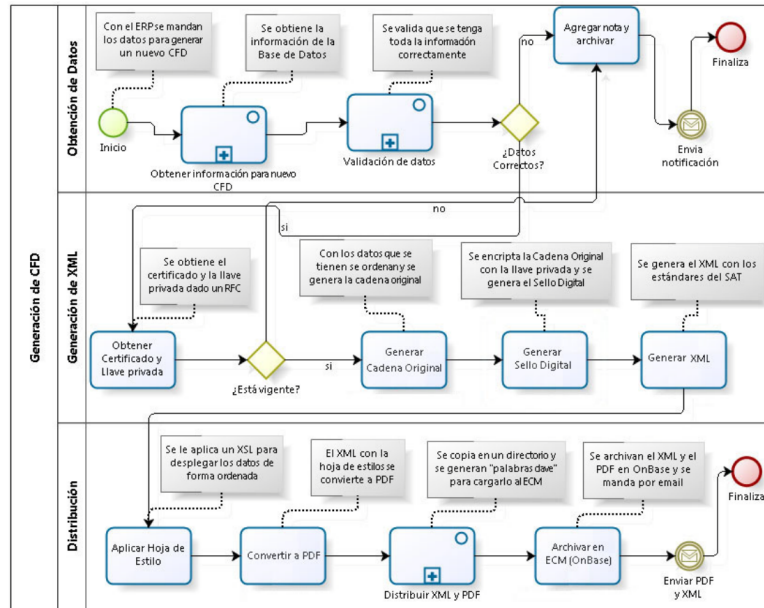 Generación de CFD
Obtención de Datos
Con el ERP se mandan
los datos para generar
un nuevo CFD
Se obtiene la
información de la
Base de Datos
Se valida que se tenga
toda la información
correctamente
no
Agregar nota y
archivar
Finaliza
Inicio
Obtener información para nuevo
CFD
Validación de datos
¿Datos
Correctos?
Envia
notificación
Generación de XML
si
no
Se obtiene el
certificado y la llave
privada dado un RFC
Con los datos que se
tienen se ordenan y se
genera la cadena original
Se encripta la Cadena Original
con la llave privada y se
genera el Sello Digital
Se genera el XML con los
estándares del SAT
Obtener
Certificado y
Llave privada
¿Está vigente?
si
Generar
Cadena Original
Generar
Sello Digital
Generar XML
Distribución
Se le aplica un XSL para
desplegar los datos de
forma ordenada
El XML con la
hoja de estilos se
convierte a PDF
Se copia en un directorio y
se generan "palabras clave"
para cargarlo al ECM
Se archivan el XML y el
PDF en OnBase y se
manda por email
Finaliza
Aplicar Hoja de
Estilo
Convertir a PDF
Distribuir XML y PDF
Archivar en
ECM (OnBase)
Enviar PDF
y XML